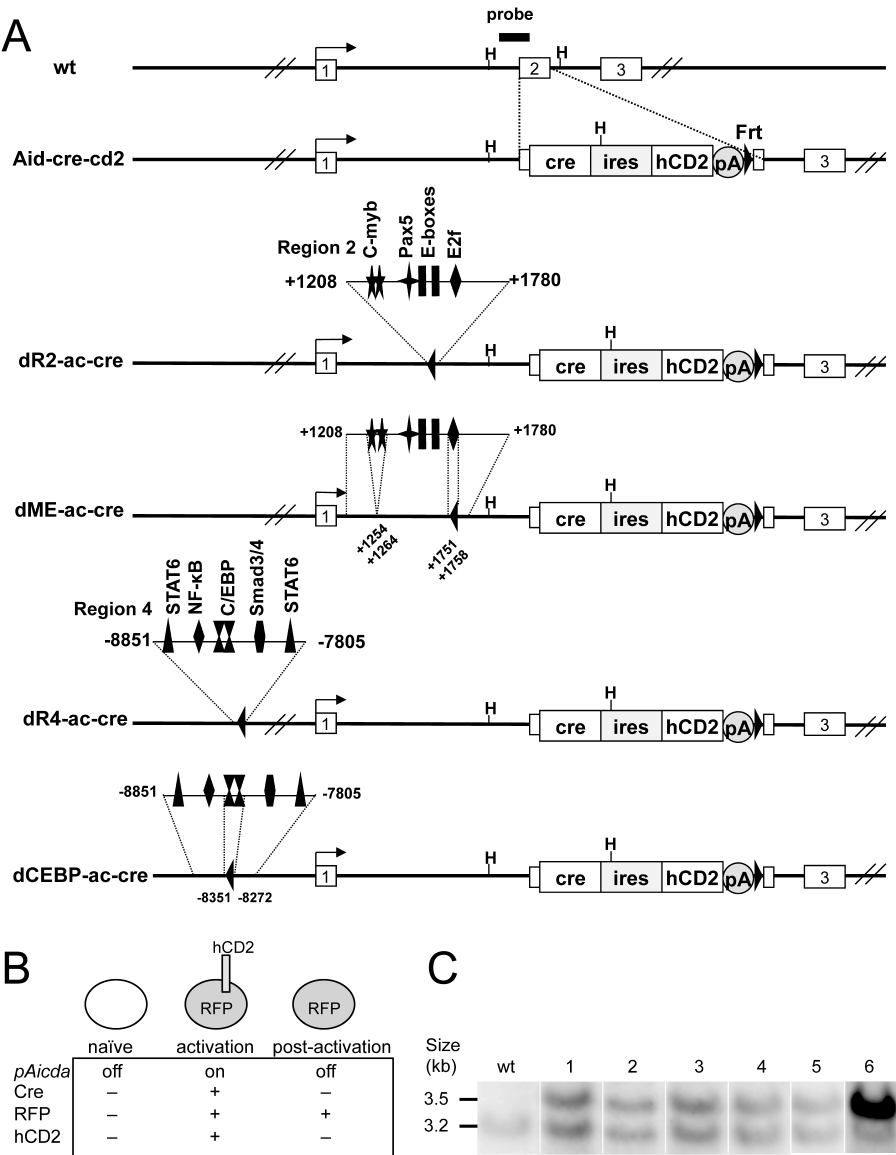 A
probe
H
H
wt
1
2
3
Frt
H
H
Aid-cre-cd2
1
cre
ires
hCD2
pA
3
C-myb
Pax5
E-boxes
E2f
Region 2
+1208
+1780
H
H
dR2-ac-cre
1
cre
ires
hCD2
pA
3
+1208
+1780
H
H
dME-ac-cre
1
cre
ires
hCD2
pA
3
+1254
+1264
+1751
+1758
STAT6
NF-κB
C/EBP
Smad3/4
STAT6
Region 4
-8851
-7805
H
H
dR4-ac-cre
1
cre
ires
hCD2
pA
3
-8851
-7805
H
H
dCEBP-ac-cre
1
cre
ires
hCD2
pA
3
-8351 -8272
B
hCD2
RFP
RFP
naïve activation post-activation
pAicda off on off
Cre – + –
RFP – + +
hCD2 – + –
C
Size
(kb)
wt 1 2 3 4 5 6
3.5
3.2